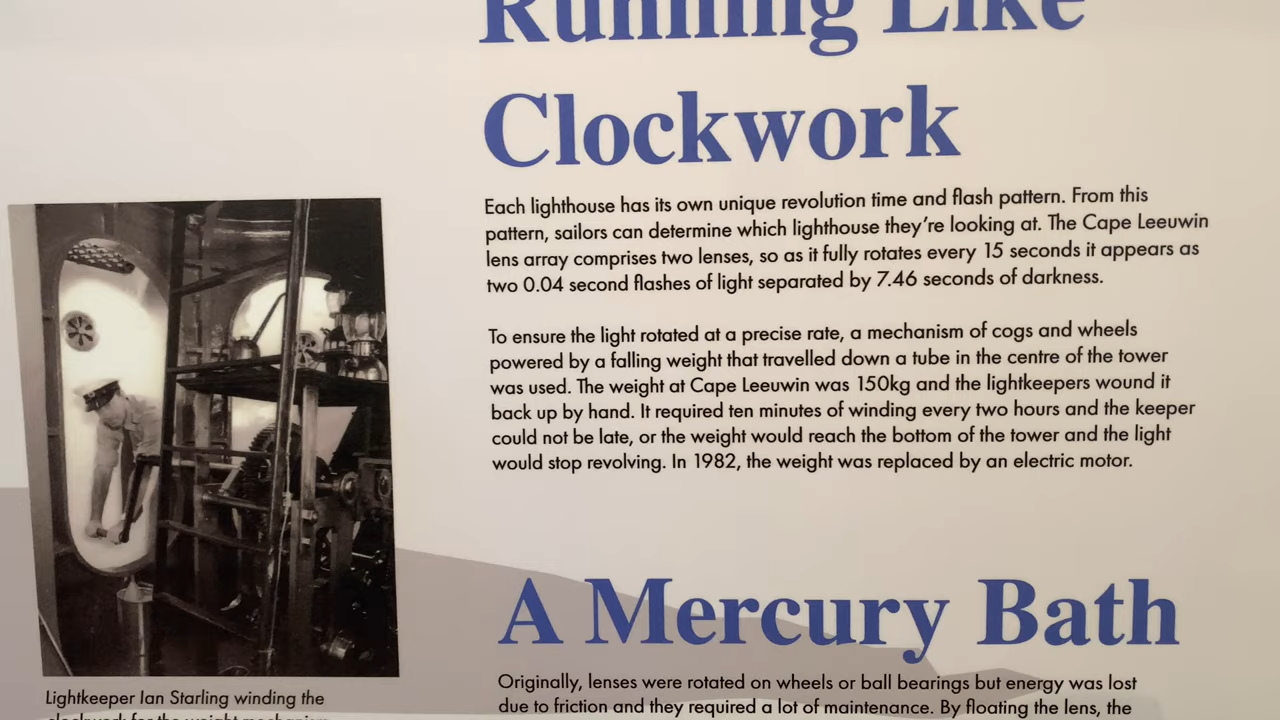 Running Like
Clockwork
Each lighthouse has its own unique revolution time and flash pattern. From this
pattern, sailors can determine which lighthouse they're looking at. The Cape Leeuwin
lens array comprises two lenses, so as it fully rotates every 15 seconds it appears as
two 0.04 second flashes of light separated by 7.46 seconds of darkness.
To ensure the light rotated at a precise rate, a mechanism of cogs and wheels
powered by a falling weight that travelled down a tube in the centre of the tower
was used. The weight at Cape Leeuwin was 150kg and the lightkeepers wound it
back up by hand. It required ten minutes of winding every two hours and the keeper
could not be late, or the weight would reach the bottom of the tower and the light
would stop revolving. In 1982, the weight was replaced by an electric motor.
Lightkeeper Ian Starling winding the
clockwork for the weight mechanism
A Mercury Bath
Originally, lenses were rotated on wheels or ball bearings but energy was lost
due to friction and they required a lot of maintenance. By floating the lens, the